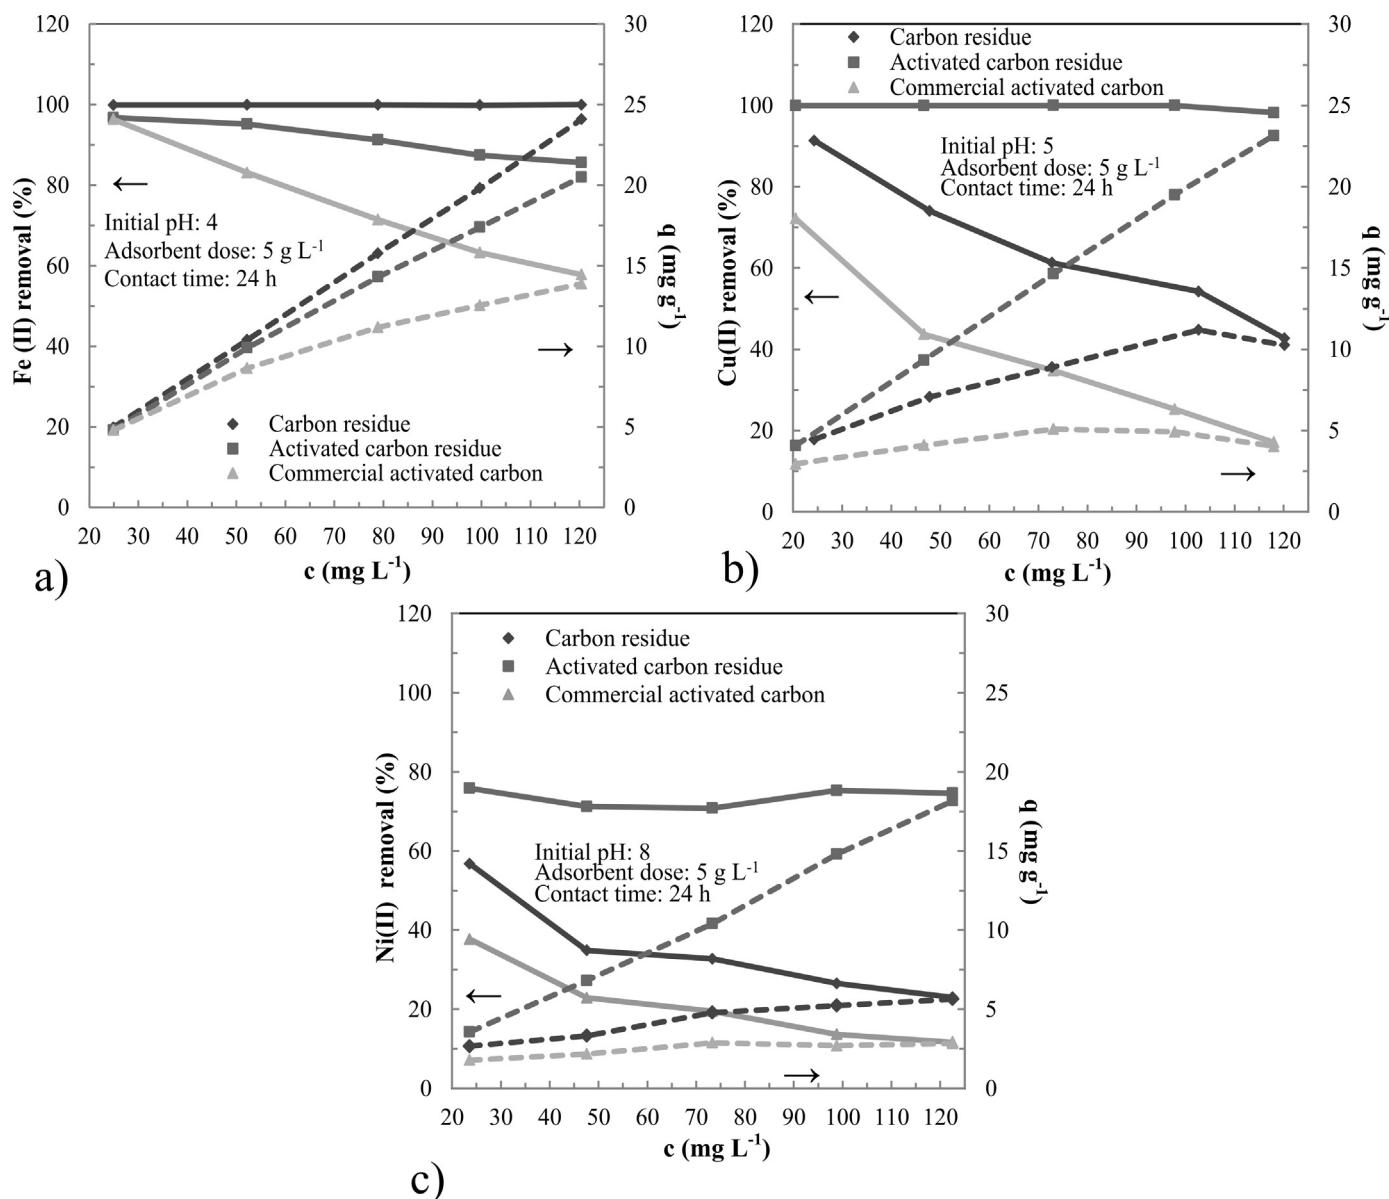 120
100
80
60
40
20
0
Fe (II) removal (%)
30
25
20
15
10
5
0
q (mg g-1)
Initial pH: 4
Adsorbent dose: 5 g L-1
Contact time: 24 h
←
→
Carbon residue
Activated carbon residue
Commercial activated carbon
20 30 40 50 60 70 80 90 100 110 120
c (mg L-1)
a)
120
100
80
60
40
20
0
Cu(II) removal (%)
30
25
20
15
10
5
0
q (mg g-1)
Carbon residue
Activated carbon residue
Commercial activated carbon
Initial pH: 5
Adsorbent dose: 5 g L-1
Contact time: 24 h
←
→
20 30 40 50 60 70 80 90 100 110 120
c (mg L-1)
b)
120
100
80
60
40
20
0
Ni(II) removal (%)
30
25
20
15
10
5
0
q (mg g-1)
Carbon residue
Activated carbon residue
Commercial activated carbon
Initial pH: 8
Adsorbent dose: 5 g L-1
Contact time: 24 h
←
→
20 30 40 50 60 70 80 90 100 110 120
c (mg L-1)
c)